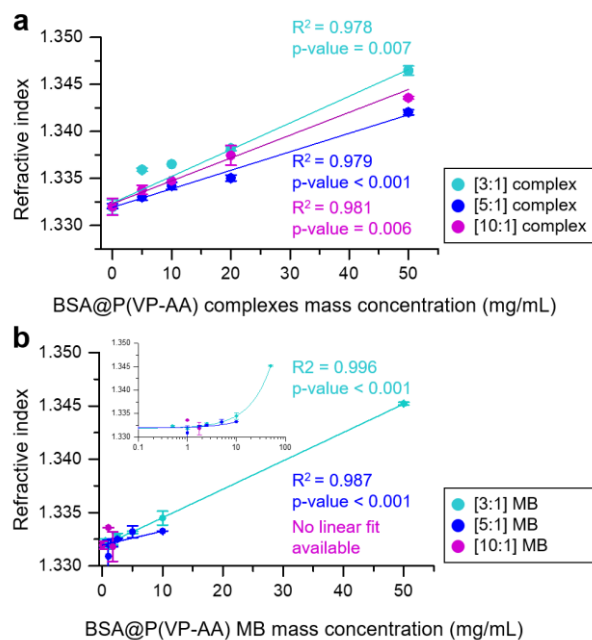 a
R² = 0.978
p-value = 0.007
1.350
1.345
1.340
1.335
1.330
Refractive index
R² = 0.979
p-value < 0.001
R² = 0.981
p-value = 0.006
[3:1] complex
[5:1] complex
[10:1] complex
0 10 20 30 40 50
BSA@P(VP-AA) complexes mass concentration (mg/mL)
b
1.350
1.345
1.340
1.335
1.330
Refractive index
1.350
1.345
1.340
1.335
1.330
0.1 1 10 100
R2 = 0.996
p-value < 0.001
R² = 0.987
p-value < 0.001
No linear fit
available
[3:1] MB
[5:1] MB
[10:1] MB
0 10 20 30 40 50
BSA@P(VP-AA) MB mass concentration (mg/mL)